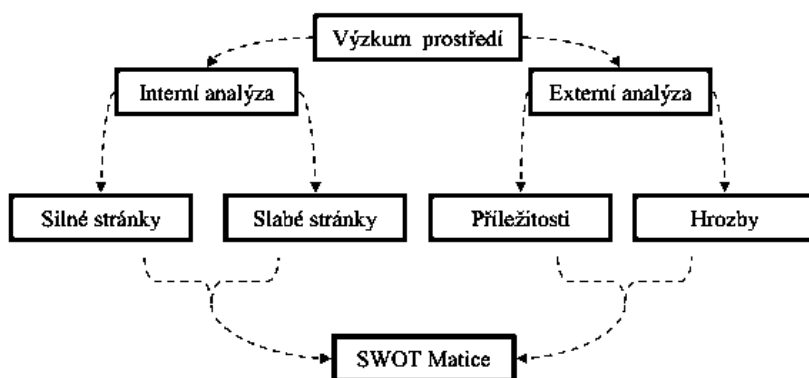 Výzkum prostředí
Interní analýza
Externí analýza
Silné stránky
Slabé stránky
Příležitosti
Hrozby
SWOT Matice